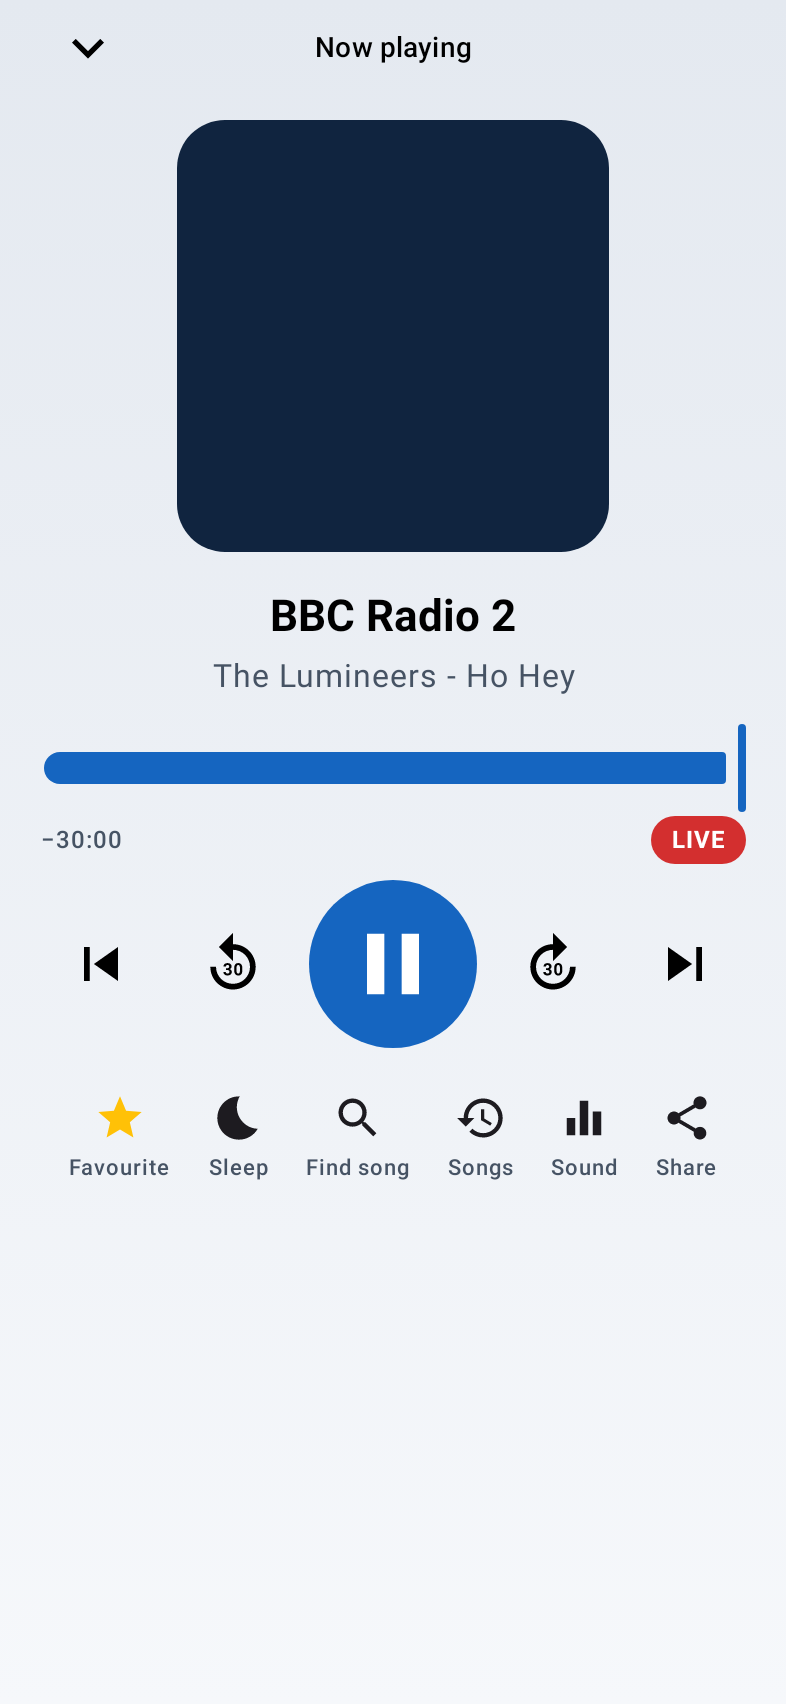 Now playing
BBC Radio 2
The Lumineers - Ho Hey
−30:00
LIVE
30
30
Favourite
Sleep
Find song
Songs
Sound
Share